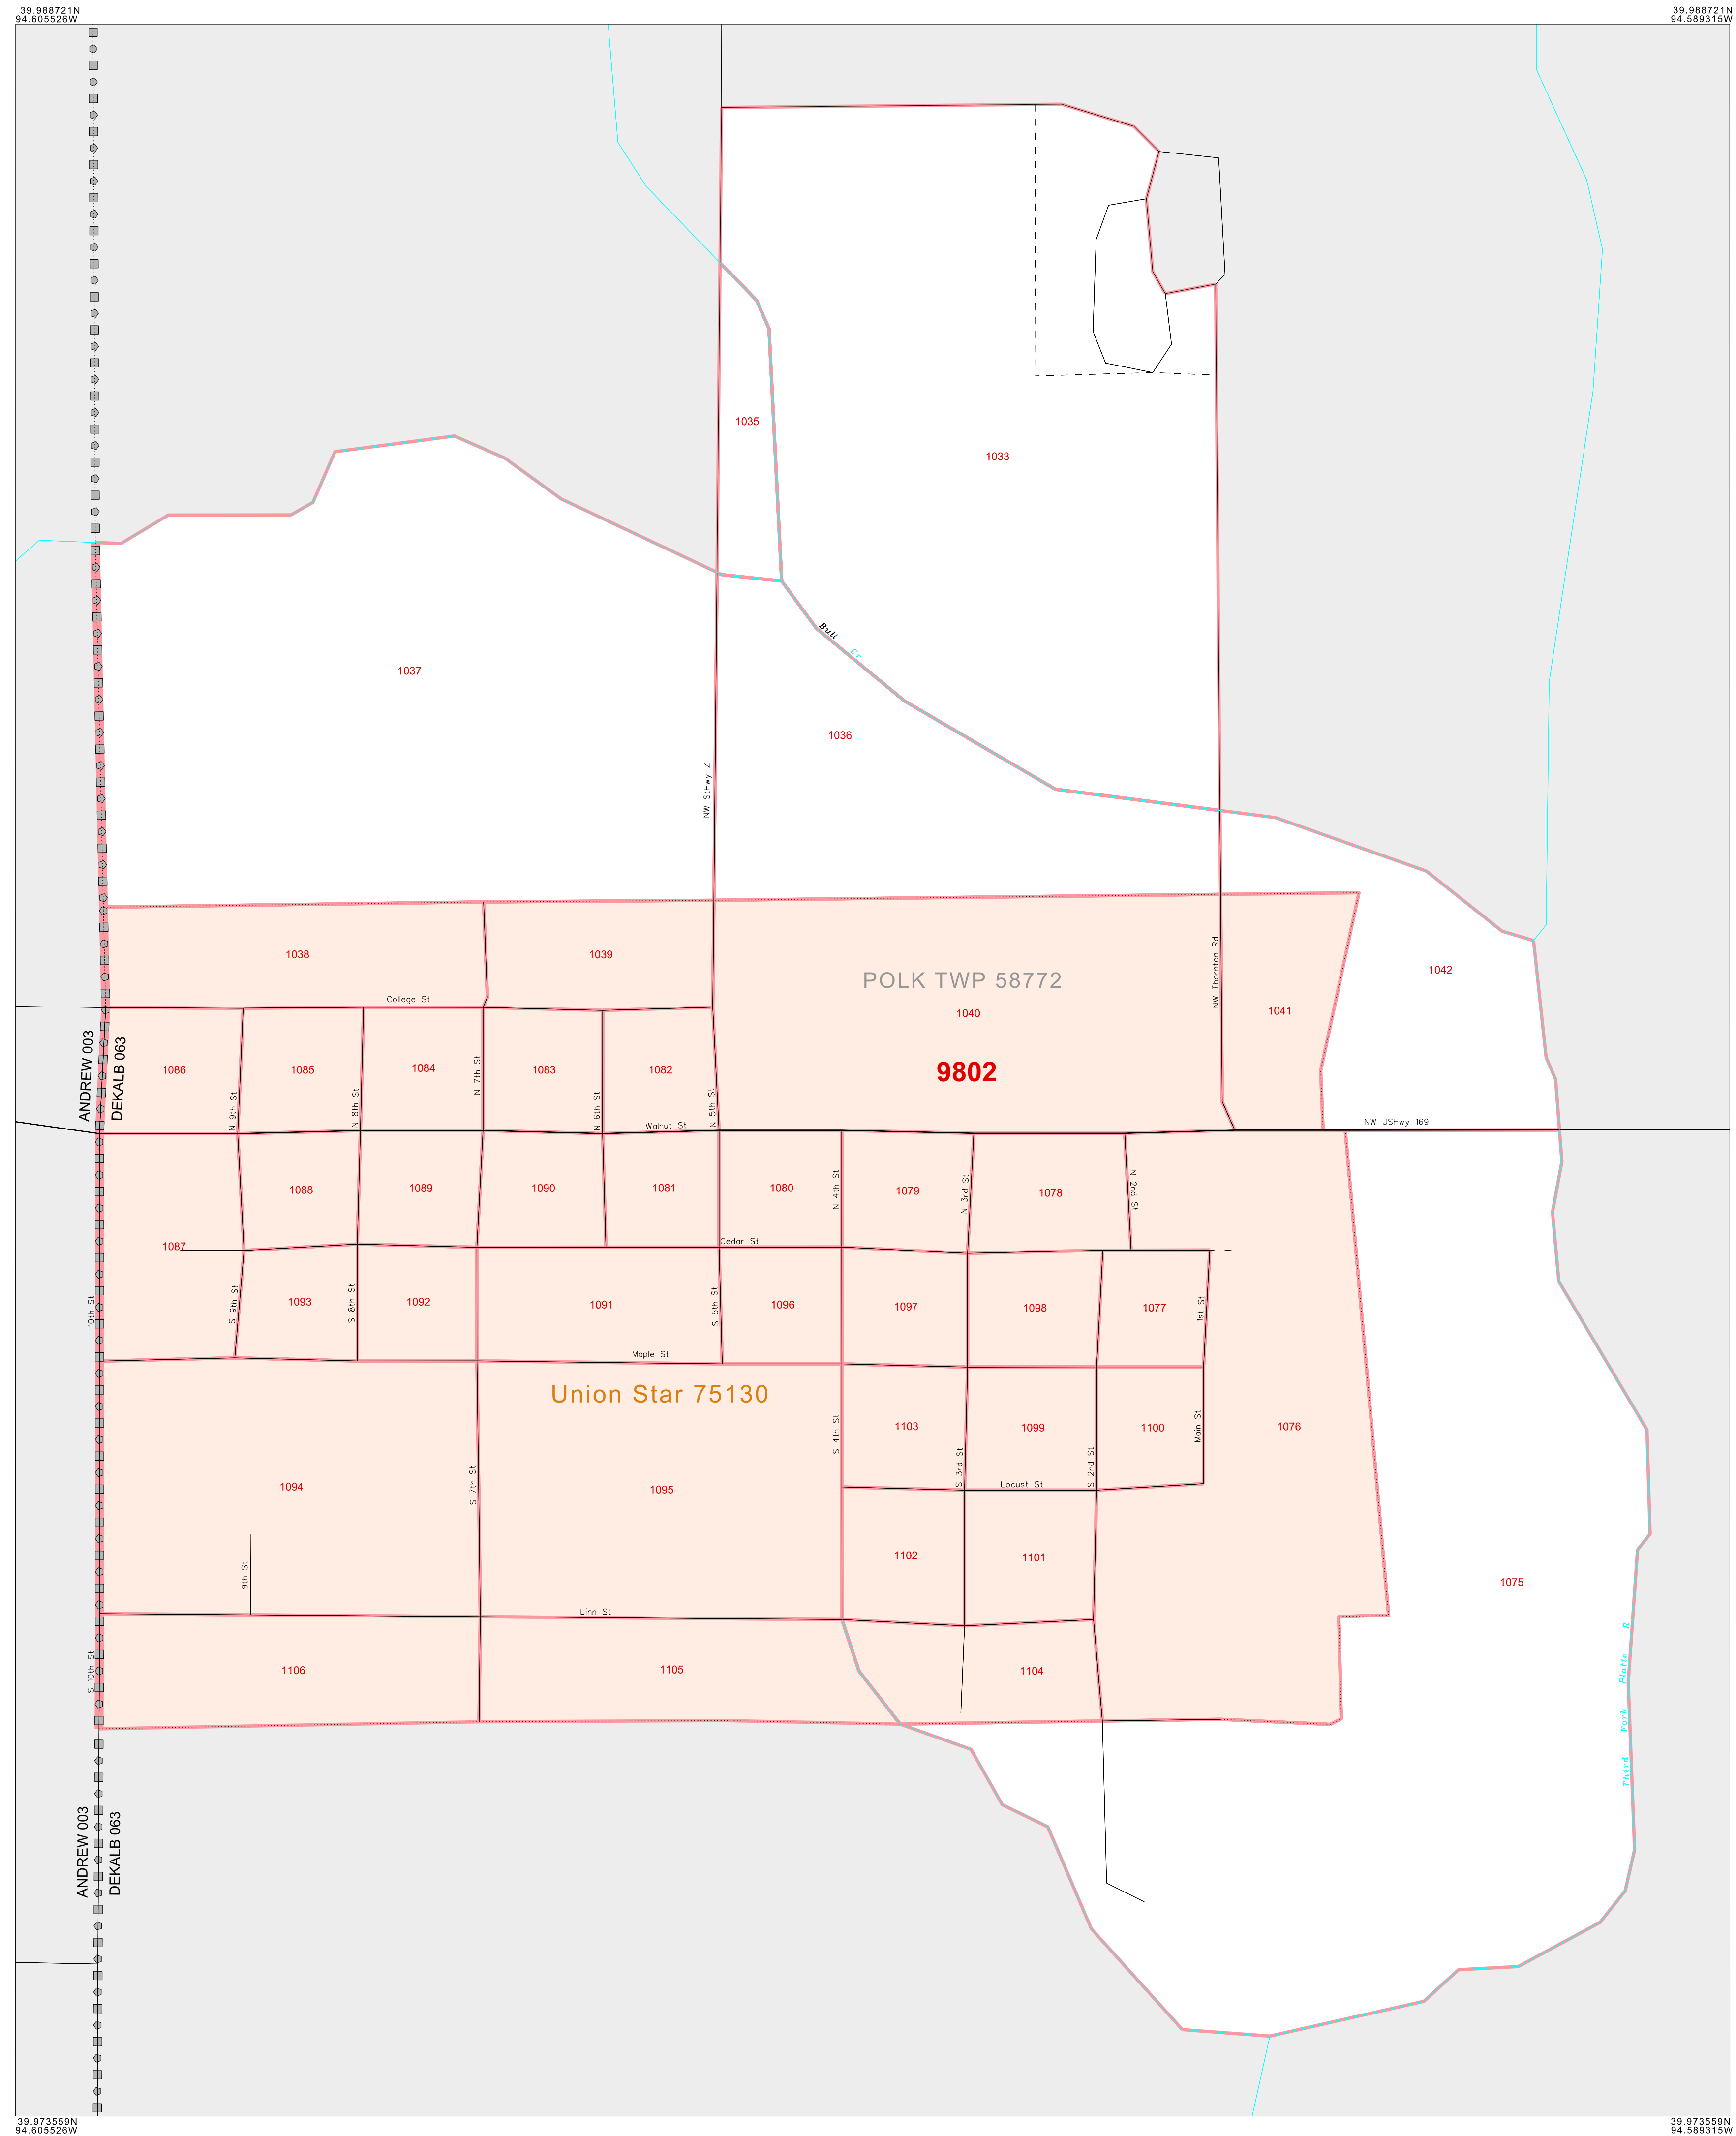 39.988721N
94.605526W
39.988721N
94.589315W
1035
1033
Butt
Cr
1037
1036
NW StHwy Z
1038
1039
POLK TWP 58772
1040
1041
1042
NW Thornton Rd
College St
ANDREW 003
DEKALB 063
1086
1085
1084
1083
1082
9802
N 9th St
N 8th St
N 7th St
N 6th St
N 5th St
Walnut St
NW USHwy 169
1087
1088
1089
1090
1081
1080
1079
1078
N 4th St
N 3rd St
N 2nd St
Cedar St
10th St
S 9th St
1093
S 8th St
1092
1091
S 5th St
1096
1097
1098
1077
1st St
Maple St
Union Star 75130
1094
S 7th St
1095
S 4th St
1103
S 3rd St
1099
S 2nd St
1100
Main St
1076
Locust St
9th St
1102
1101
1075
Linn St
S 10th St
1106
1105
1104
Third Fork Platte R
ANDREW 003
DEKALB 063
39.973559N
94.605526W
39.973559N
94.589315W